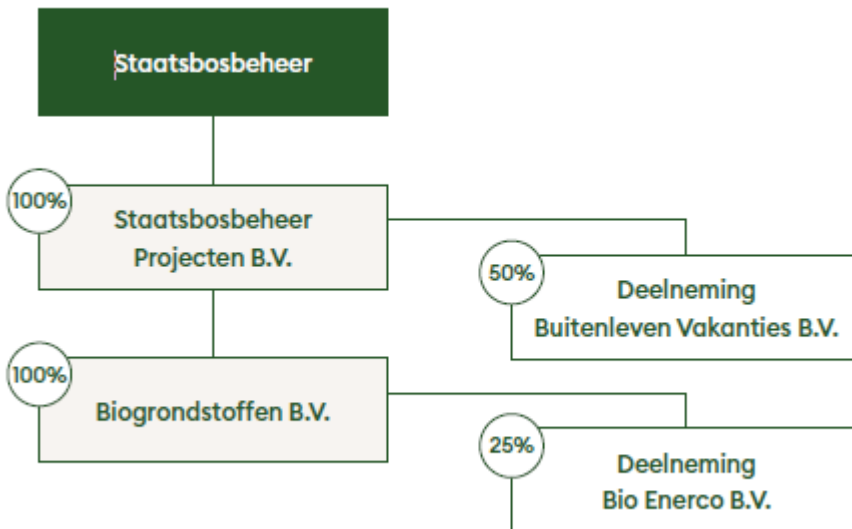 Staatsbosbeheer
100%
Staatsbosbeheer
Projecten B.V.
50%
Deelneming
Buitenleven Vakanties B.V.
100%
Biogrondstoffen B.V.
25%
Deelneming
Bio Enerco B.V.